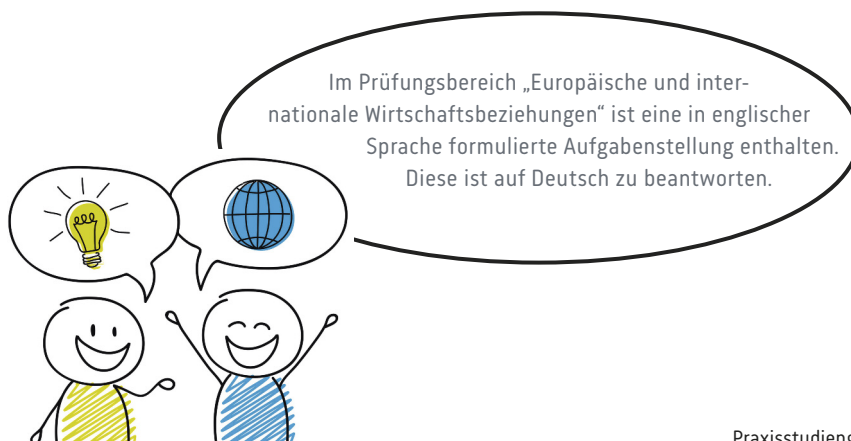 Im Prüfungsbereich „Europäische und inter-
nationale Wirtschaftsbeziehungen“ ist eine in englischer
Sprache formulierte Aufgabenstellung enthalten.
Diese ist auf Deutsch zu beantworten.